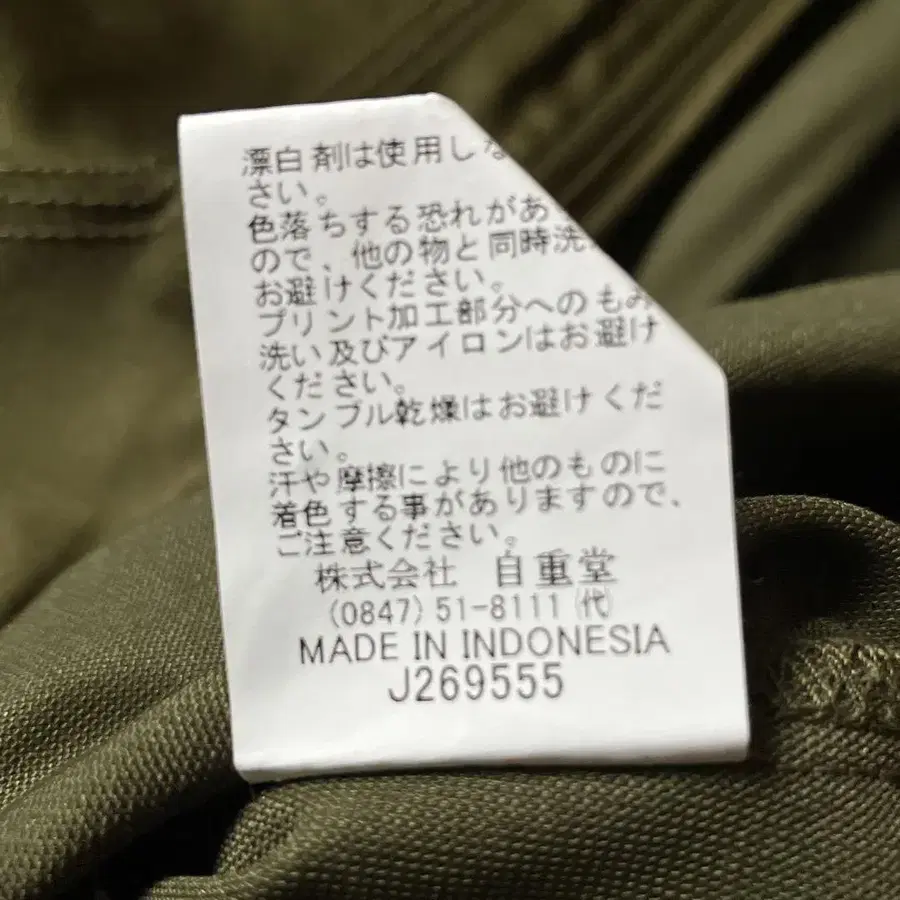 漂白剤は使用しな
さい。
色落ちする恐れがあ
ので、他の物と同時洗
お避けください。
プリント加工部分へのもみ
洗い及びアイロンはお避け
ください。
タンブル乾燥はお避けくだ
さい。
汗や摩擦により他のものに
着色する事がありますので、
ご注意ください。
株式会社 自重堂
(0847)51-8111(代)
MADE IN INDONESIA
J269555